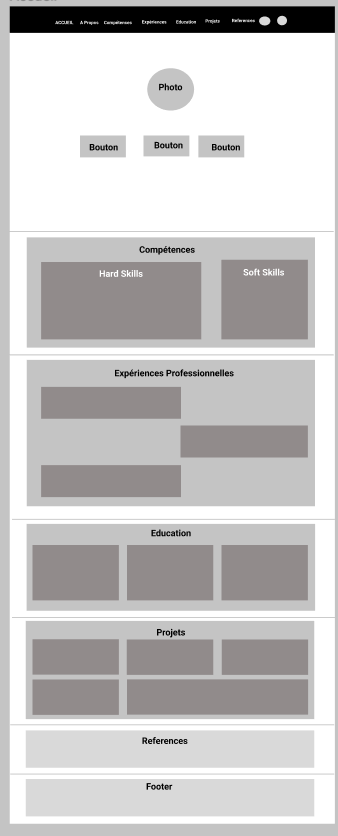 ACCUEIL A Propos Compétences Expériences Education Projets References
Photo
Bouton Bouton Bouton
Compétences
Hard Skills Soft Skills
Expériences Professionnelles
Education
Projets
References
Footer